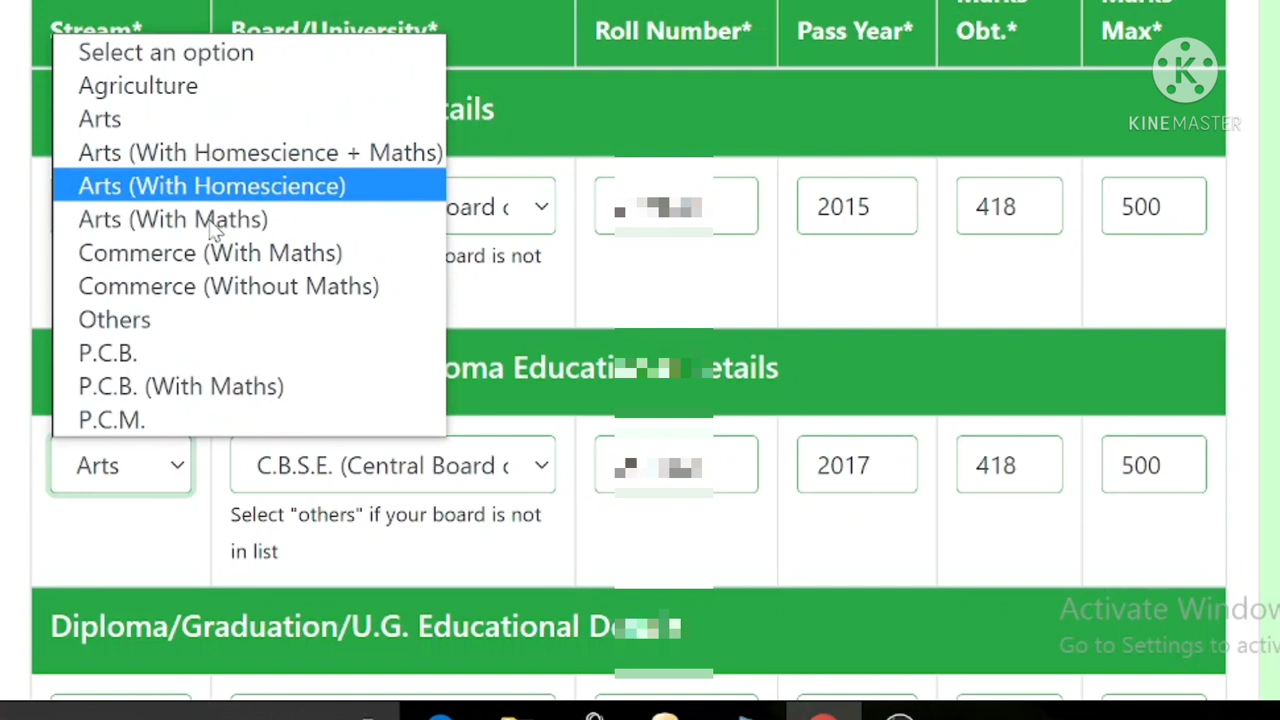 Stream* Board/University* Roll Number* Pass Year* Marks Obt.* Marks Max*
Select an option
Agriculture
Arts
Arts (With Homescience + Maths)
Arts (With Homescience)
Arts (With Maths)
Commerce (With Maths)
Commerce (Without Maths)
Others
P.C.B.
P.C.B. (With Maths)
P.C.M.
tails
K
KINEMASTER
oard 2015 418 500
oard is not
oma Educati etails
Arts C.B.S.E. (Central Board 2017 418 500
Select "others" if your board is not
in list
Diploma/Graduation/U.G. Educational D
Activate Window
Go to Settings to activ